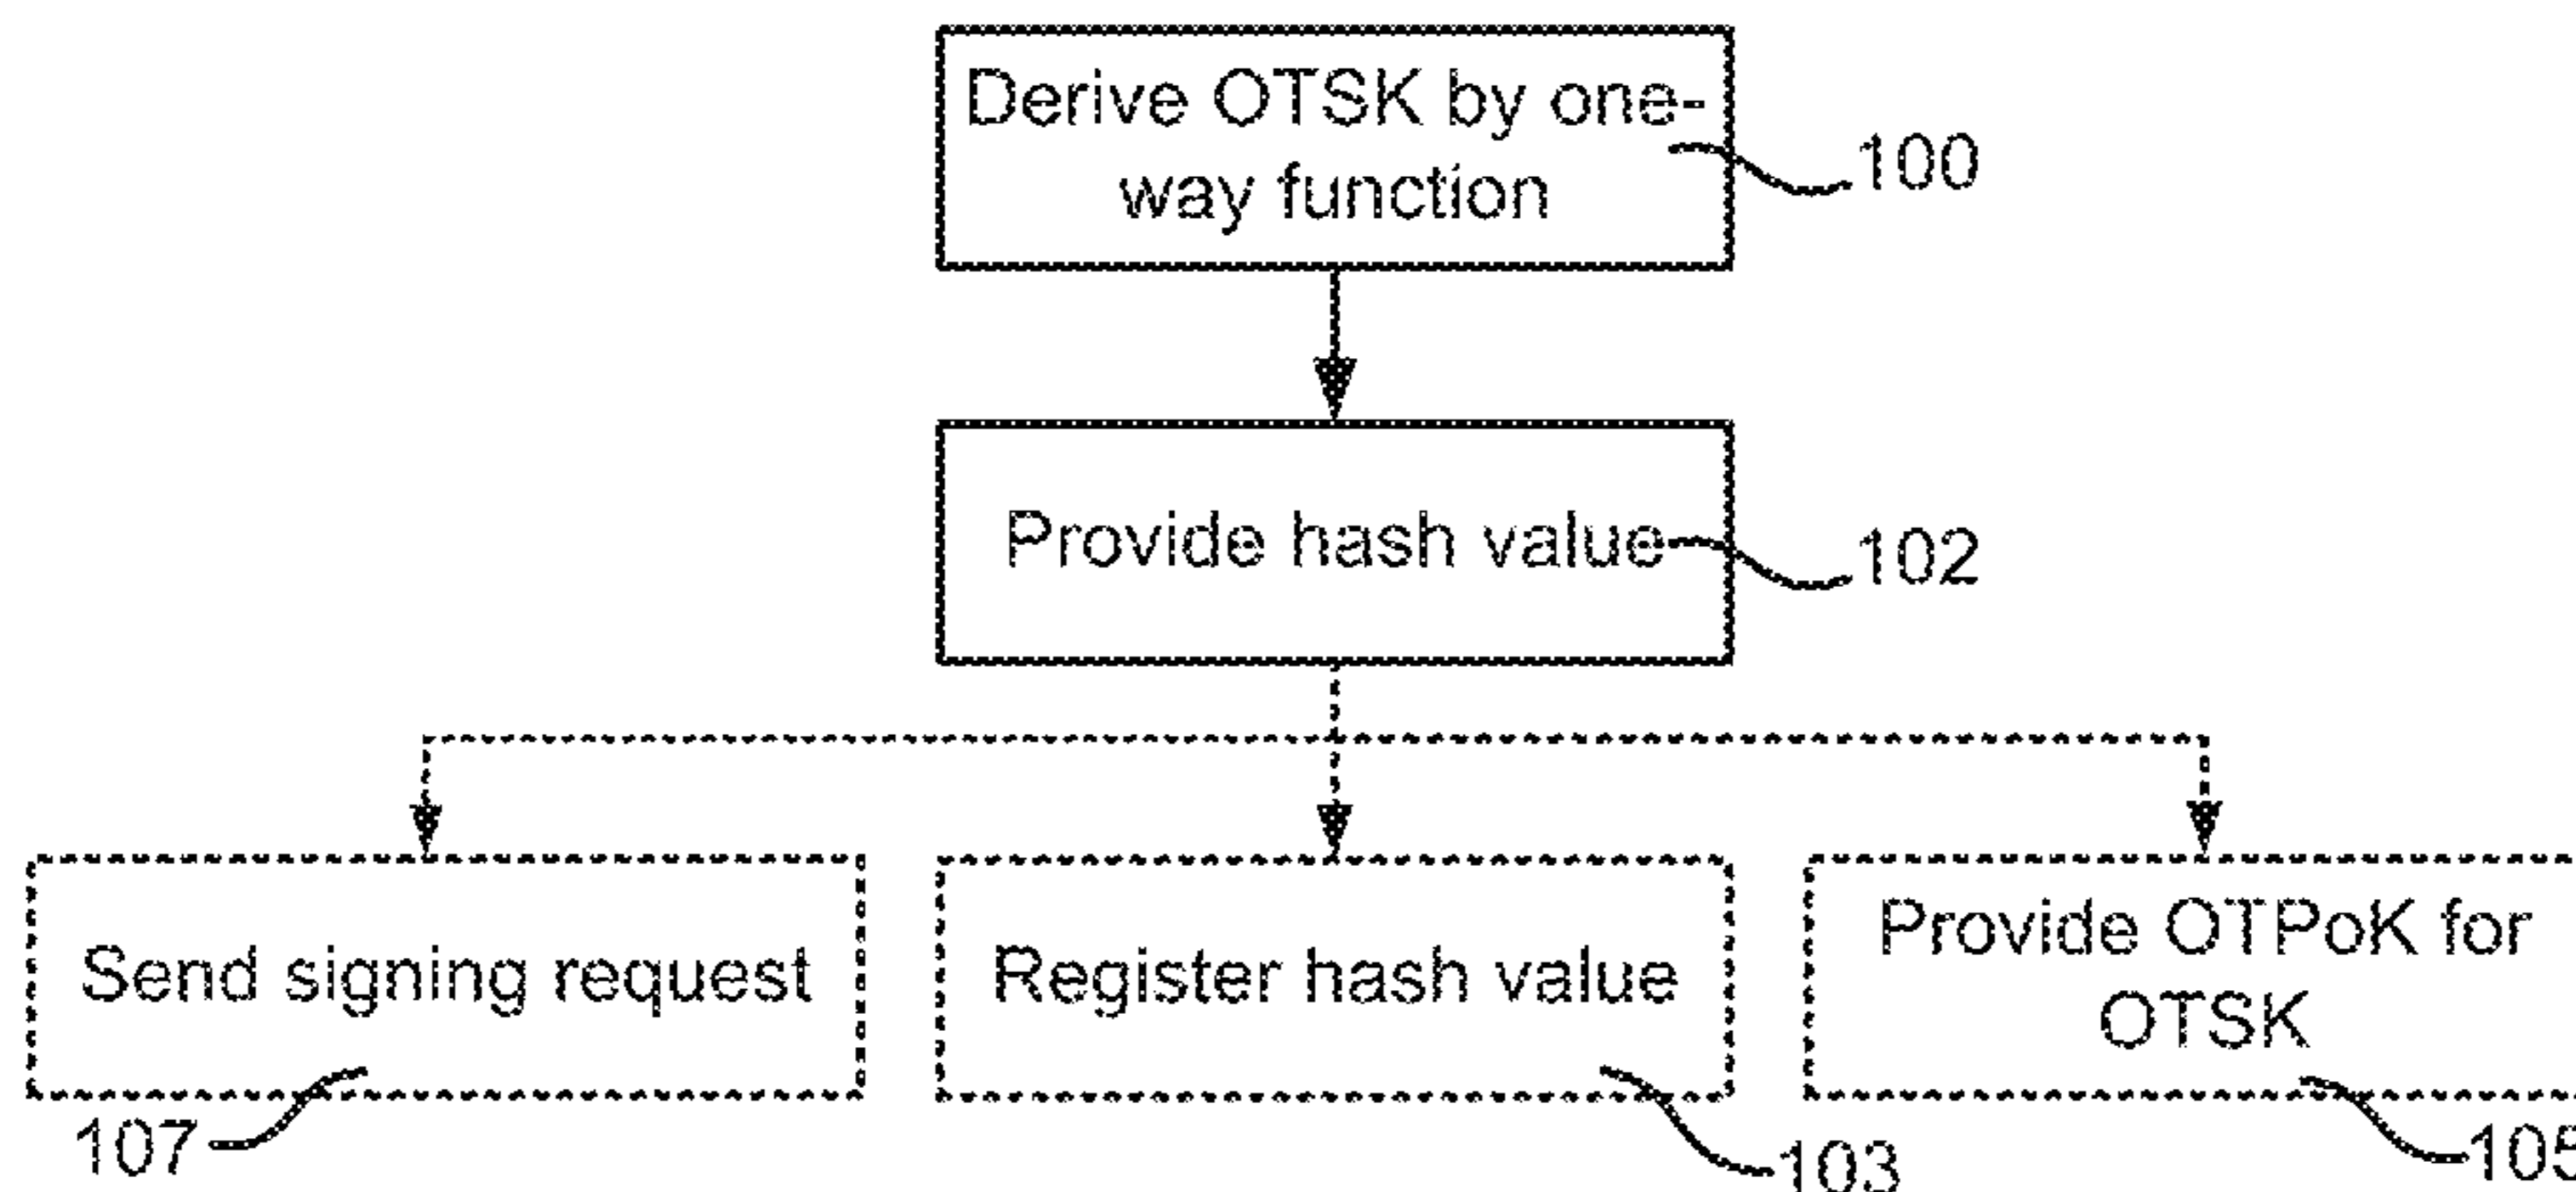 Derive OTSK by one-
way function
100
Provide hash value
102
Send signing request
Register hash value
Provide OTPoK for
OTSK
107
103
105